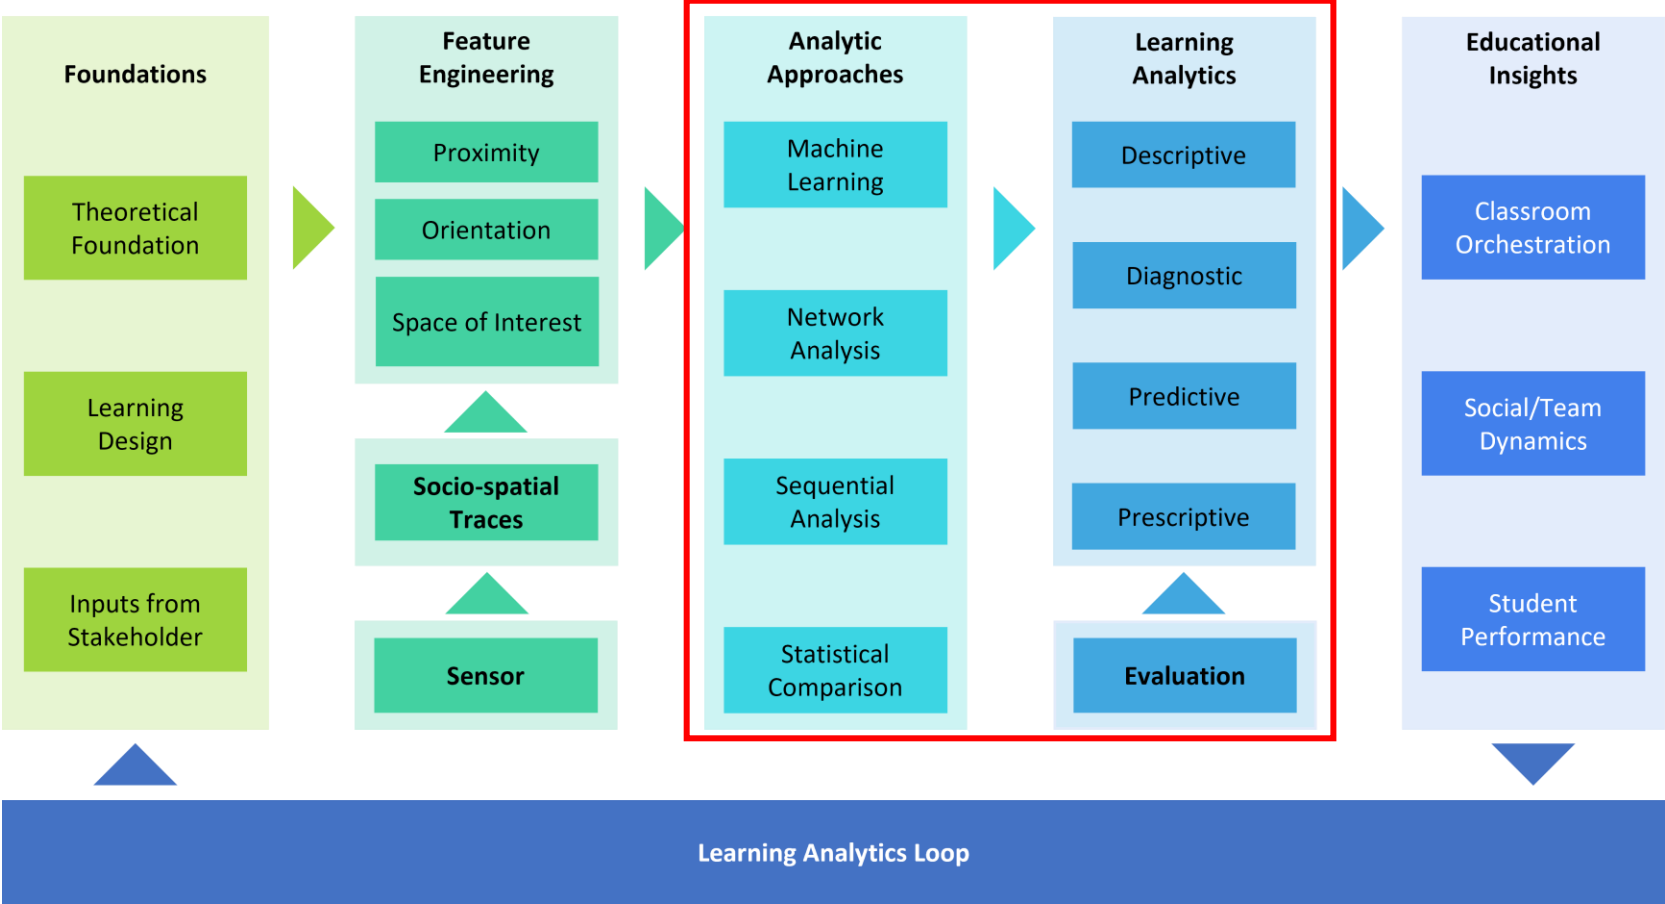 Foundations
Theoretical
Foundation
Learning
Design
Inputs from
Stakeholder
Feature
Engineering
Proximity
Orientation
Space of Interest
Socio-spatial
Traces
Sensor
Analytic
Approaches
Machine
Learning
Network
Analysis
Sequential
Analysis
Statistical
Comparison
Learning
Analytics
Descriptive
Diagnostic
Predictive
Prescriptive
Evaluation
Educational
Insights
Classroom
Orchestration
Social/Team
Dynamics
Student
Performance
Learning Analytics Loop